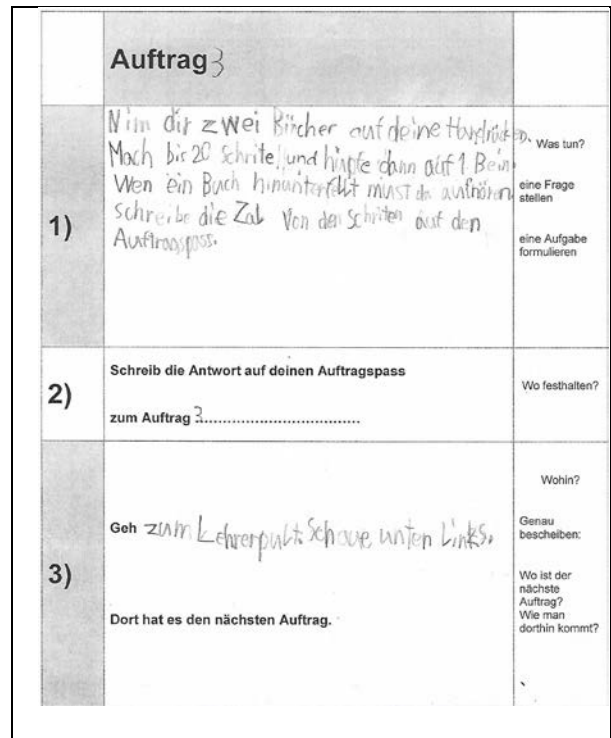 Auftrag 3
1)
Nim dir zwei Bücher auf deine Handrücken.
Mach bis 20 Schrite und hüpfe dann auf 1 Bein.
Wen ein Buch hinunterfelt must du aufhören
schreibe die Zal von den Schriten auf den
Auftragspass.
Was tun?
eine Frage
stellen
eine Aufgabe
formulieren
2)
Schreib die Antwort auf deinen Auftragspass
zum Auftrag 3..................................
Wo festhalten?
3)
Geh zum Lehrerpult. Schaue unten Links.
Dort hat es den nächsten Auftrag.
Wohin?
Genau
bescheiben:
Wo ist der
nächste
Auftrag?
Wie man
dorthin kommt?